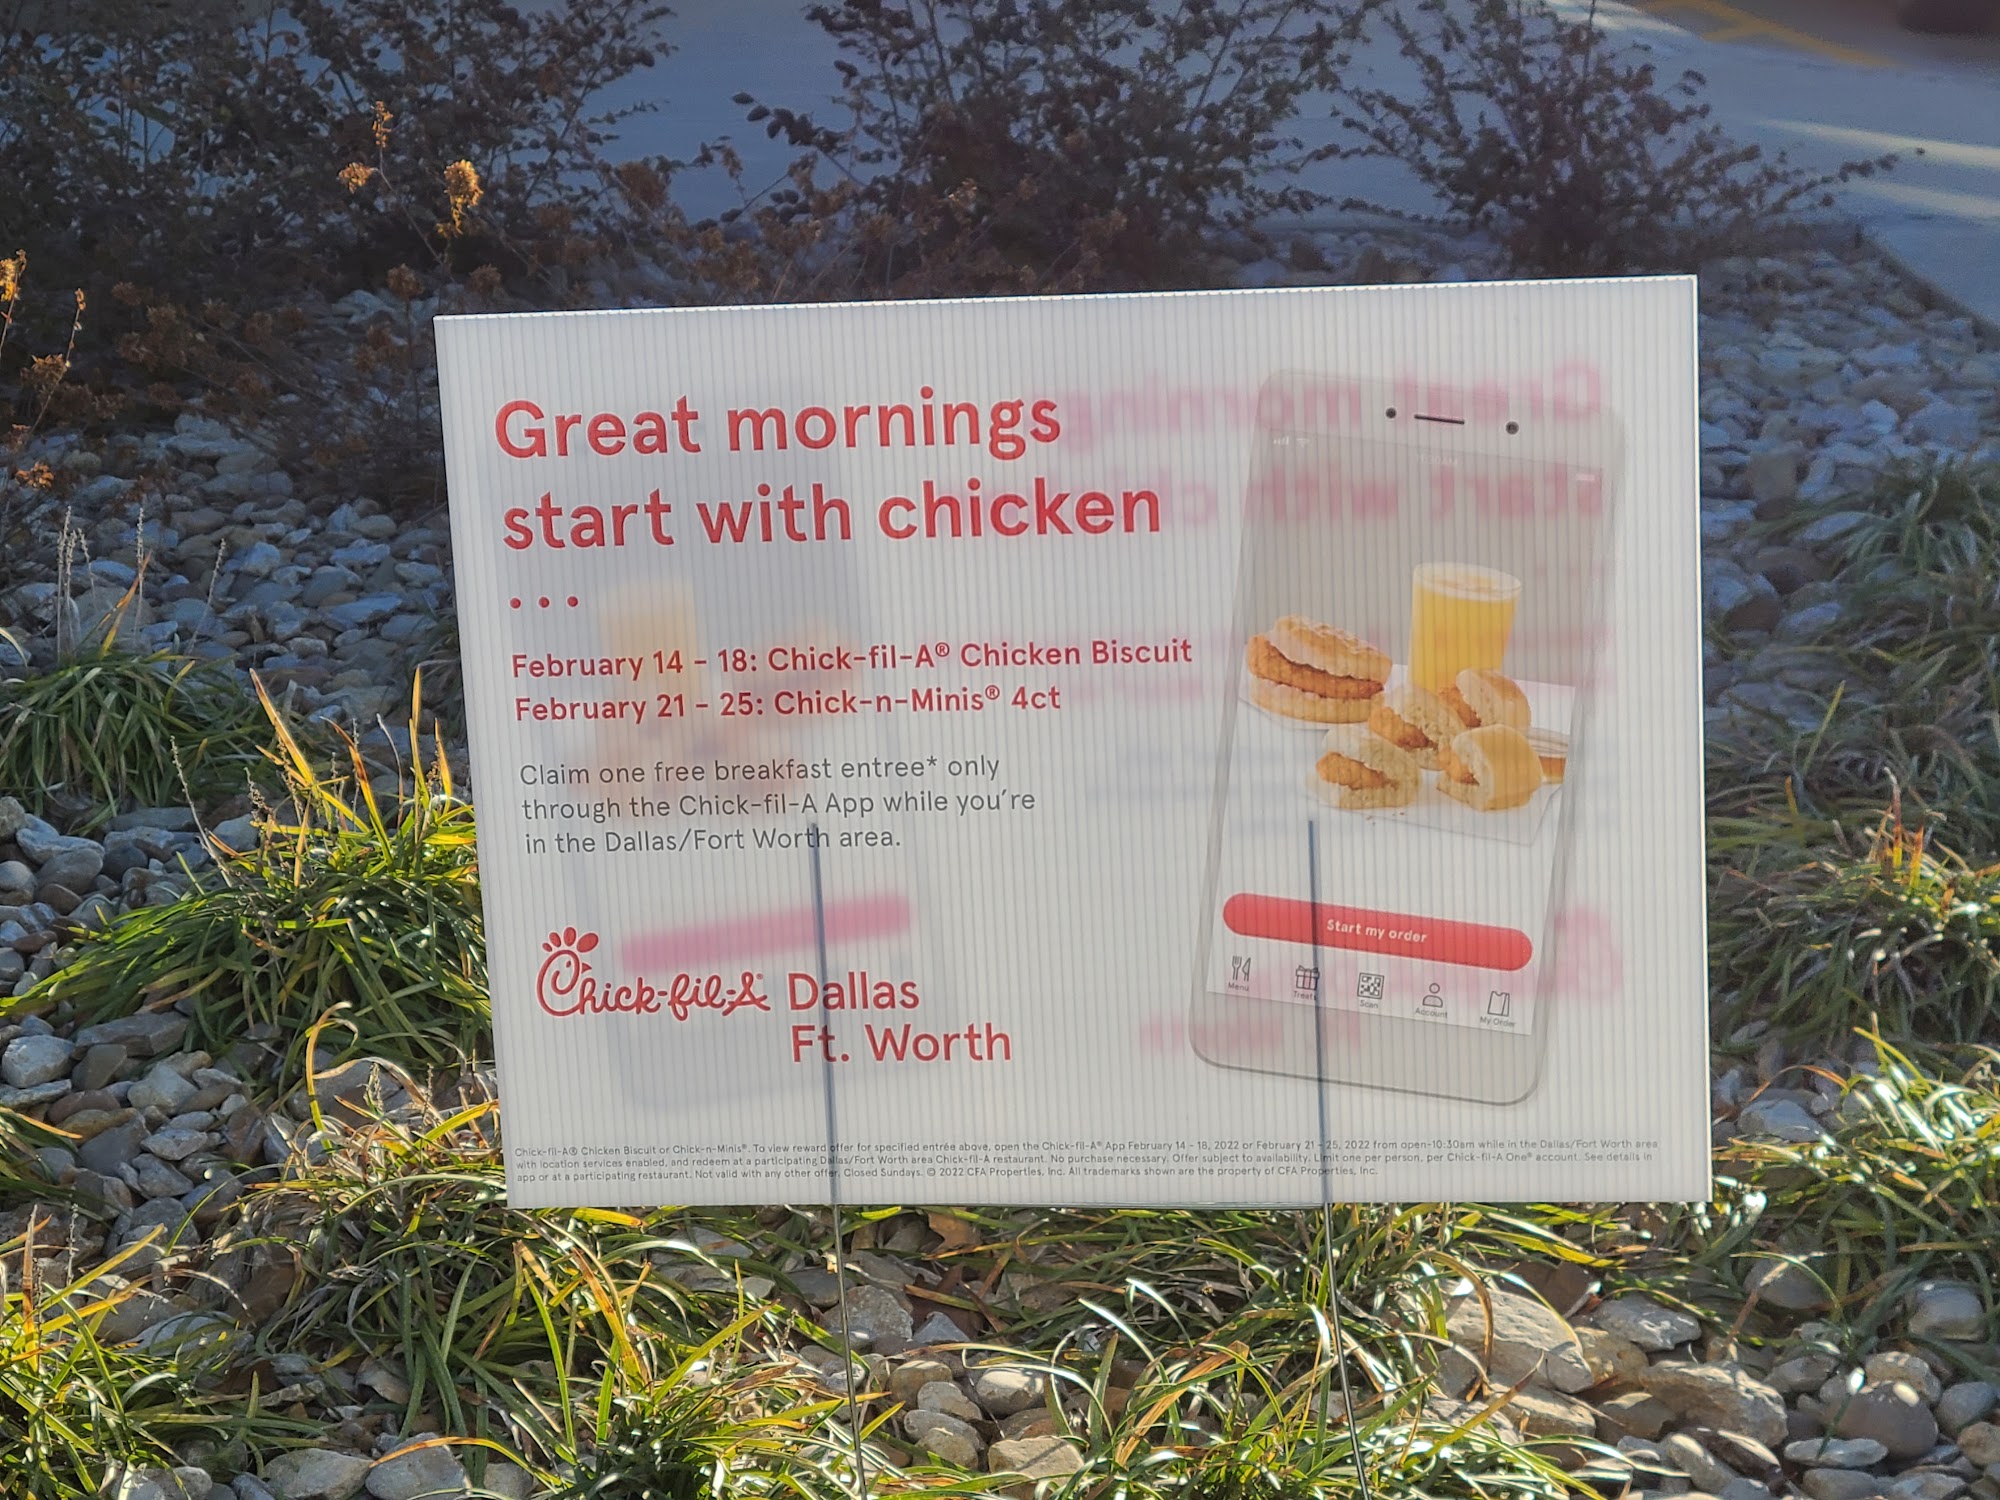 Great mornings
start with chicken
...
February 14 - 18: Chick-fil-A® Chicken Biscuit
February 21 - 25: Chick-n-Minis® 4ct
Claim one free breakfast entree* only
through the Chick-fil-A App while you're
in the Dallas/Fort Worth area.
Chick-fil-A® Dallas
Ft. Worth
Start my order
Menu Treats Scan Account My Order
Chick-fil-A® Chicken Biscuit or Chick-n-Minis®. To view reward offer for specified entrée above, open the Chick-fil-A® App February 14 - 18, 2022 or February 21 - 25, 2022 from open-10:30am while in the Dallas/Fort Worth area
with location services enabled, and redeem at a participating Dallas/Fort Worth area Chick-fil-A restaurant. No purchase necessary. Offer subject to availability. Limit one per person, per Chick-fil-A One® account. See details in
app or at a participating restaurant. Not valid with any other offer. Closed Sundays. © 2022 CFA Properties, Inc. All trademarks shown are the property of CFA Properties, Inc.